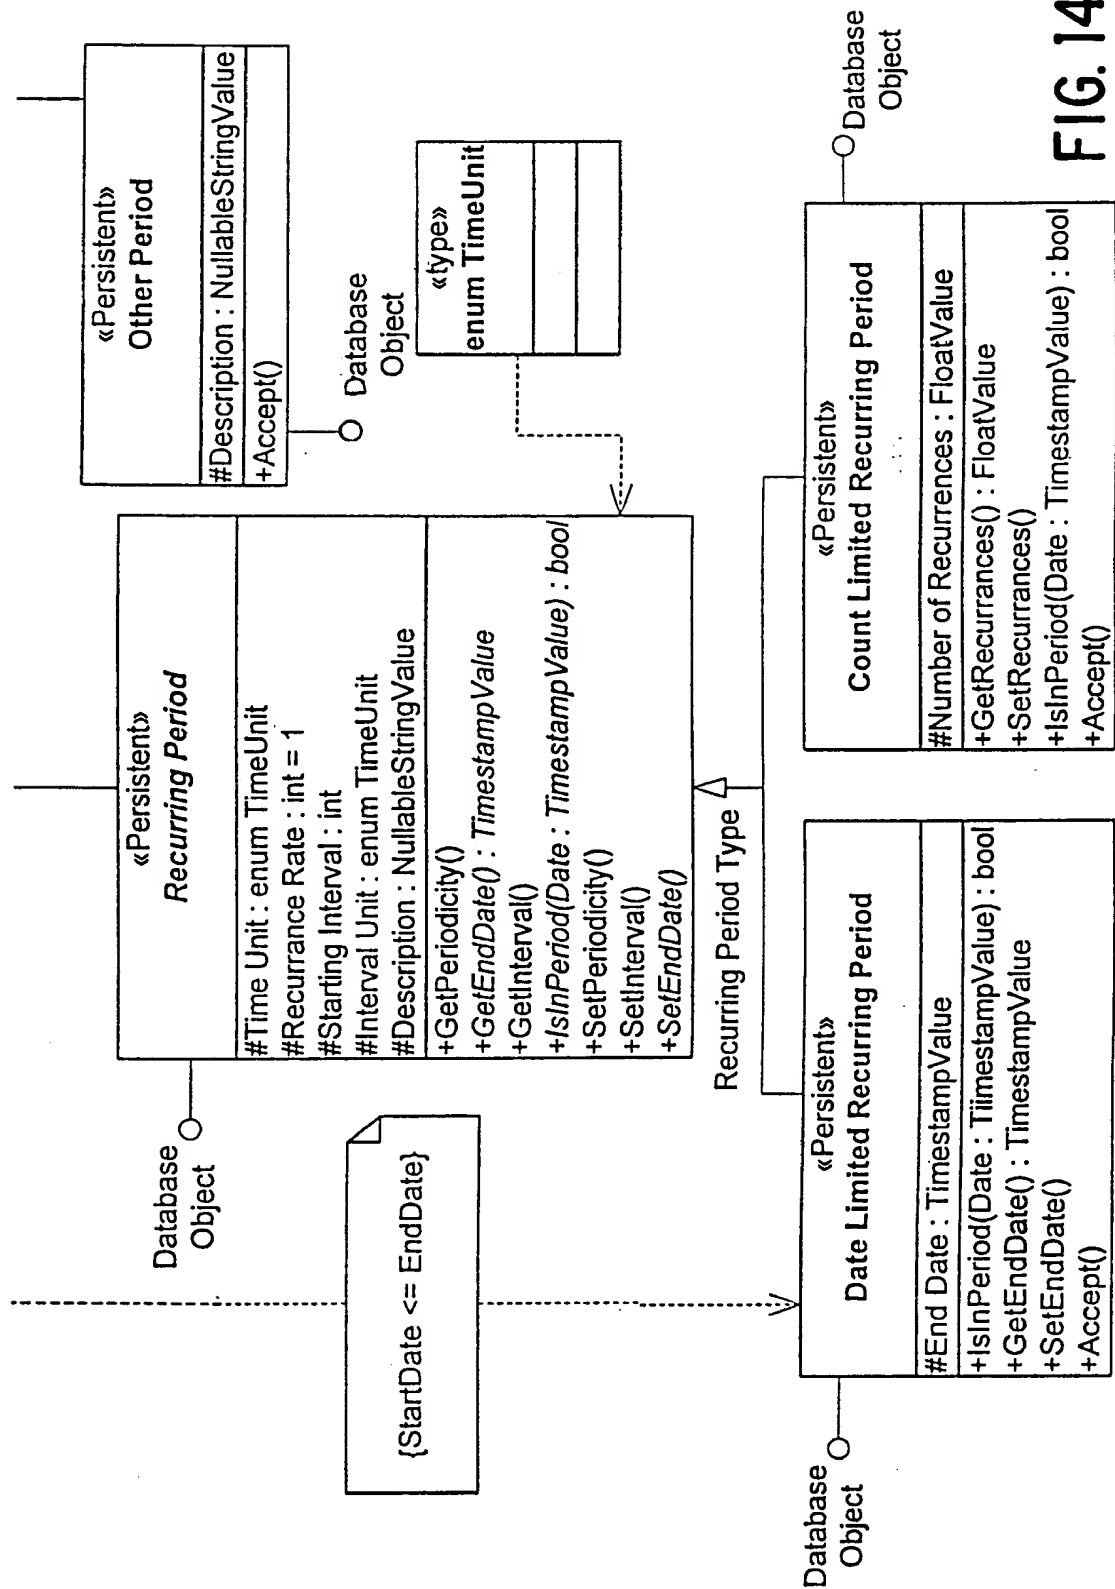 «Persistent»
Other Period
#Description : NullableStringValue
+Accept()
Database
Object
«type»
enum TimeUnit
Database
Object
«Persistent»
Recurring Period
#Time Unit : enum TimeUnit
#Recurrance Rate : int = 1
#Starting Interval : int
#Interval Unit : enum TimeUnit
#Description : NullableStringValue
+GetPeriodicity()
+GetEndDate() : TimestampValue
+GetInterval()
+IsInPeriod(Date : TimestampValue) : bool
+SetPeriodicity()
+SetInterval()
+SetEndDate()
{StartDate <= EndDate}
Recurring Period Type
Database
Object
«Persistent»
Date Limited Recurring Period
#End Date : TimestampValue
+IsInPeriod(Date : TiimestampValue) : bool
+GetEndDate() : TimestampValue
+SetEndDate()
+Accept()
«Persistent»
Count Limited Recurring Period
#Number of Recurrences : FloatValue
+GetRecurrances() : FloatValue
+SetRecurrances()
+IsInPeriod(Date : TimestampValue) : bool
+Accept()
Database
Object
FIG. 14